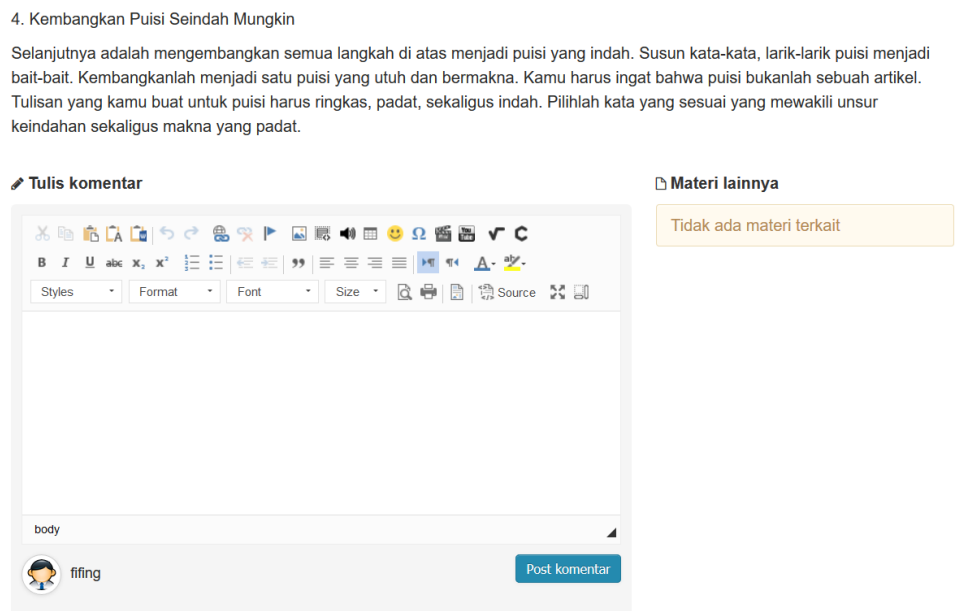 4. Kembangkan Puisi Seindah Mungkin
Selanjutnya adalah mengembangkan semua langkah di atas menjadi puisi yang indah. Susun kata-kata, larik-larik puisi menjadi
bait-bait. Kembangkanlah menjadi satu puisi yang utuh dan bermakna. Kamu harus ingat bahwa puisi bukanlah sebuah artikel.
Tulisan yang kamu buat untuk puisi harus ringkas, padat, sekaligus indah. Pilihlah kata yang sesuai yang mewakili unsur
keindahan sekaligus makna yang padat.
Tulis komentar
Styles Format Font Size Source
body
fifing
Post komentar
Materi lainnya
Tidak ada materi terkait